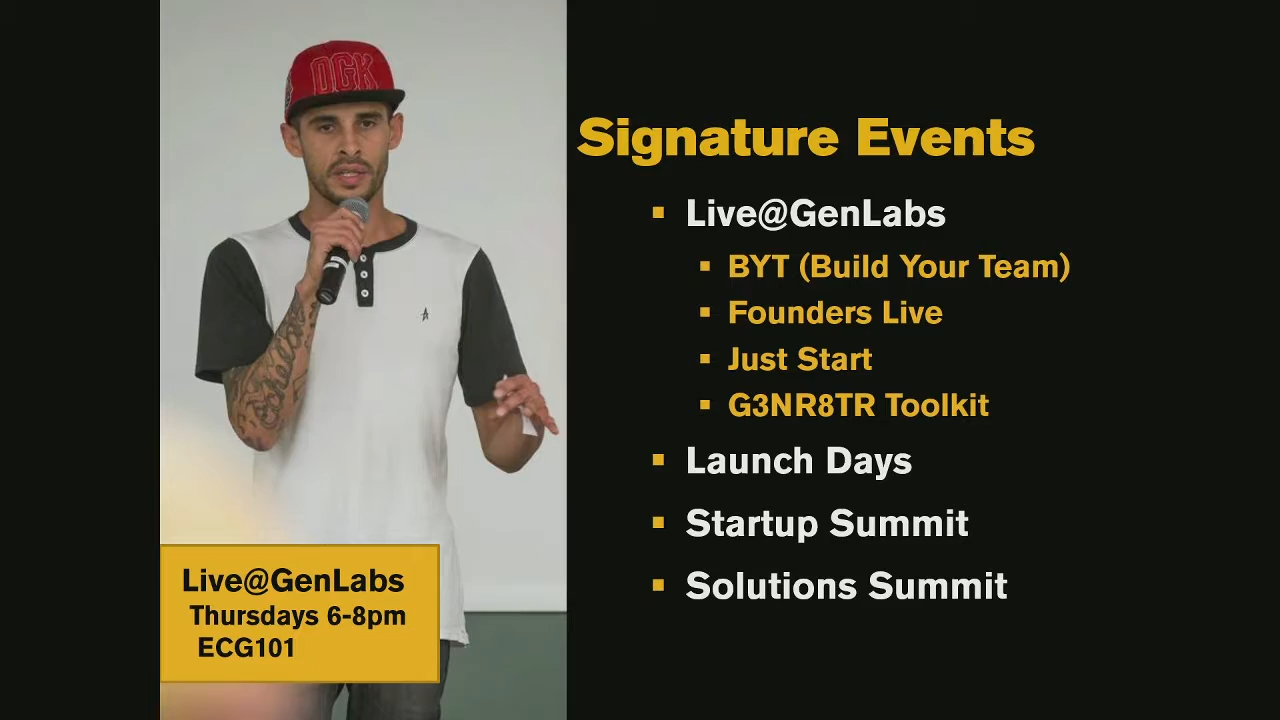 OGK
Signature Events
Live@GenLabs
BYT (Build Your Team)
Founders Live
Just Start
G3NR8TR Toolkit
Launch Days
Startup Summit
Solutions Summit
Live@GenLabs
Thursdays 6-8pm
ECG101